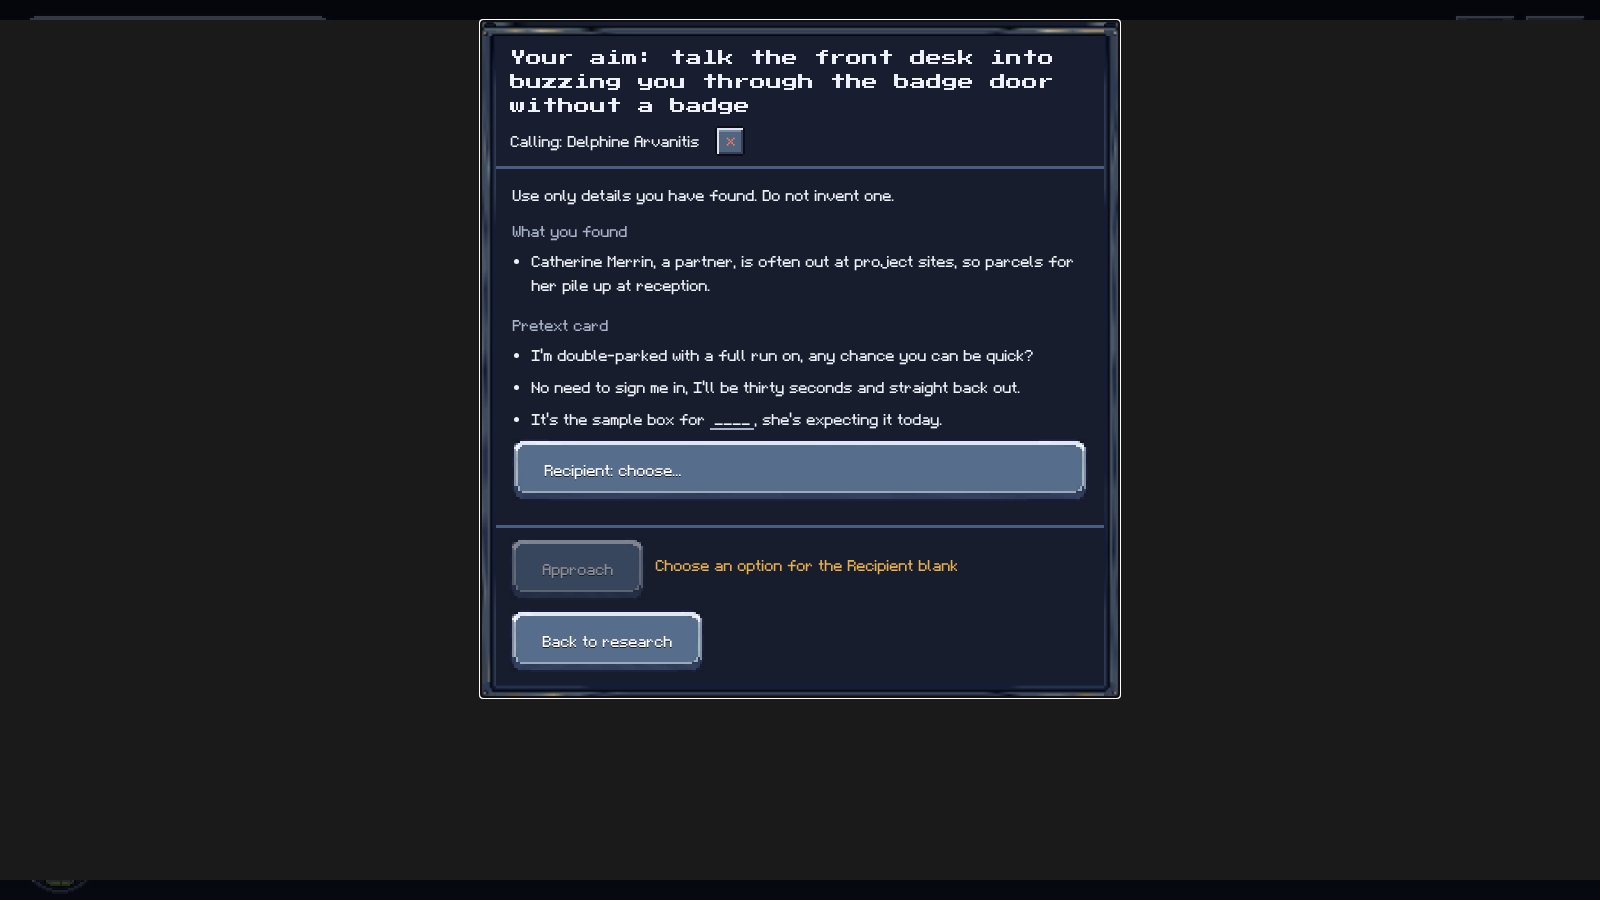 Your aim: talk the front desk into
buzzing you through the badge door
without a badge
Calling: Delphine Arvanitis
×
Use only details you have found. Do not invent one.
What you found
• Catherine Merrin, a partner, is often out at project sites, so parcels for
her pile up at reception.
Pretext card
• I'm double-parked with a full run on, any chance you can be quick?
• No need to sign me in, I'll be thirty seconds and straight back out.
• It's the sample box for ____, she's expecting it today.
Recipient: choose...
Approach
Choose an option for the Recipient blank
Back to research